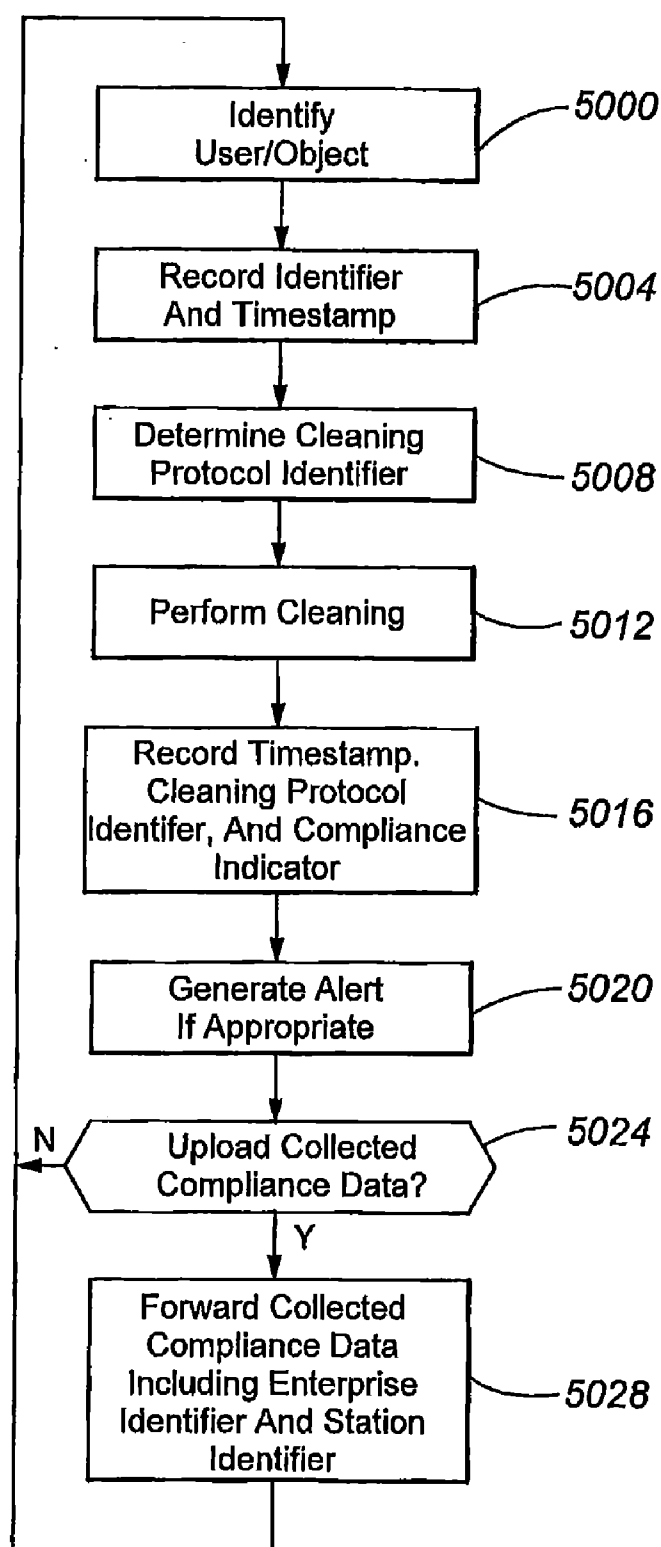 Identify
User/Object
5000
Record Identifier
And Timestamp
5004
Determine Cleaning
Protocol Identifier
5008
Perform Cleaning
5012
Record Timestamp.
Cleaning Protocol
Identifer, And Compliance
Indicator
5016
Generate Alert
If Appropriate
5020
N
Upload Collected
Compliance Data?
5024
Y
Forward Collected
Compliance Data
Including Enterprise
Identifier And Station
Identifier
5028